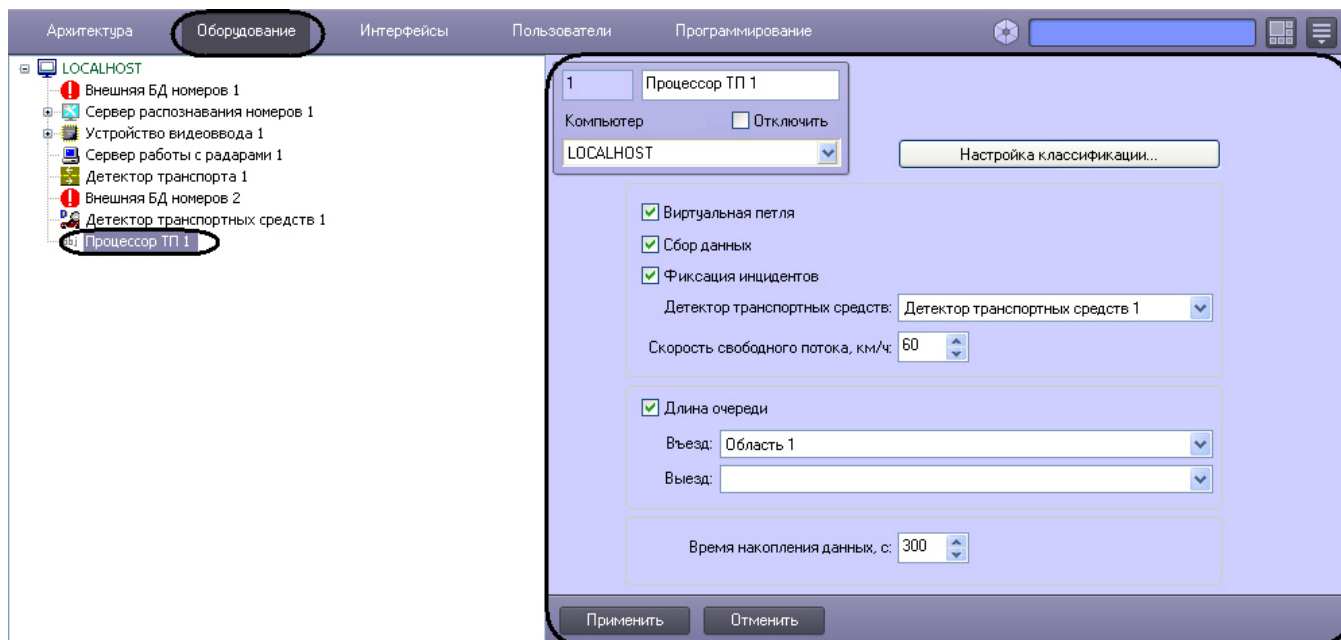 Архитектура Оборудование Интерфейсы Пользователи Программирование
LOCALHOST
Внешняя БД номеров 1
Сервер распознавания номеров 1
Устройство видеоввода 1
Сервер работы с радарами 1
Детектор транспорта 1
Внешняя БД номеров 2
Детектор транспортных средств 1
obj Процессор ТП 1
1 Процессор ТП 1
Компьютер Отключить
LOCALHOST
Настройка классификации...
Виртуальная петля
Сбор данных
Фиксация инцидентов
Детектор транспортных средств: Детектор транспортных средств 1
Скорость свободного потока, км/ч: 60
Длина очереди
Въезд: Область 1
Выезд:
Время накопления данных, с: 300
Применить Отменить